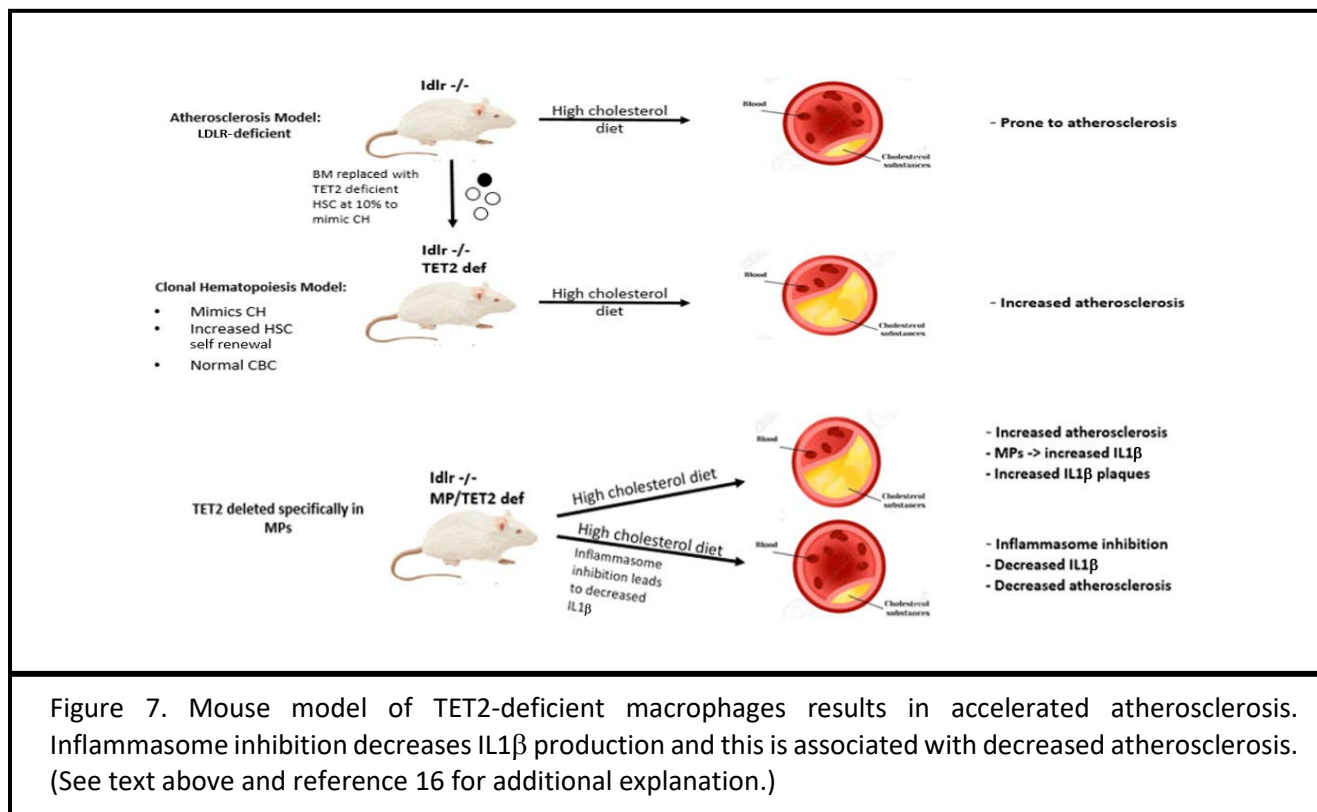 Idlr -/-
Atherosclerosis Model:
LDLR-deficient
High cholesterol
diet
Blood
Cholesterol
substances
- Prone to atherosclerosis
BM replaced with
TET2 deficient
HSC at 10% to
mimic CH
Idlr -/-
TET2 def
Clonal Hematopoiesis Model:
• Mimics CH
• Increased HSC
self renewal
• Normal CBC
High cholesterol
diet
Blood
Cholesterol
substances
- Increased atherosclerosis
TET2 deleted specifically in
MPs
Idlr -/-
MP/TET2 def
High cholesterol diet
Blood
Cholesterol
substances
- Increased atherosclerosis
- MPs -> increased IL1β
- Increased IL1β plaques
High cholesterol diet
Inflammasome
inhibition leads
to decreased
IL1β
Blood
Cholesterol
substances
- Inflammasome inhibition
- Decreased IL1β
- Decreased atherosclerosis
Figure 7. Mouse model of TET2-deficient macrophages results in accelerated atherosclerosis.
Inflammasome inhibition decreases IL1β production and this is associated with decreased atherosclerosis.
(See text above and reference 16 for additional explanation.)